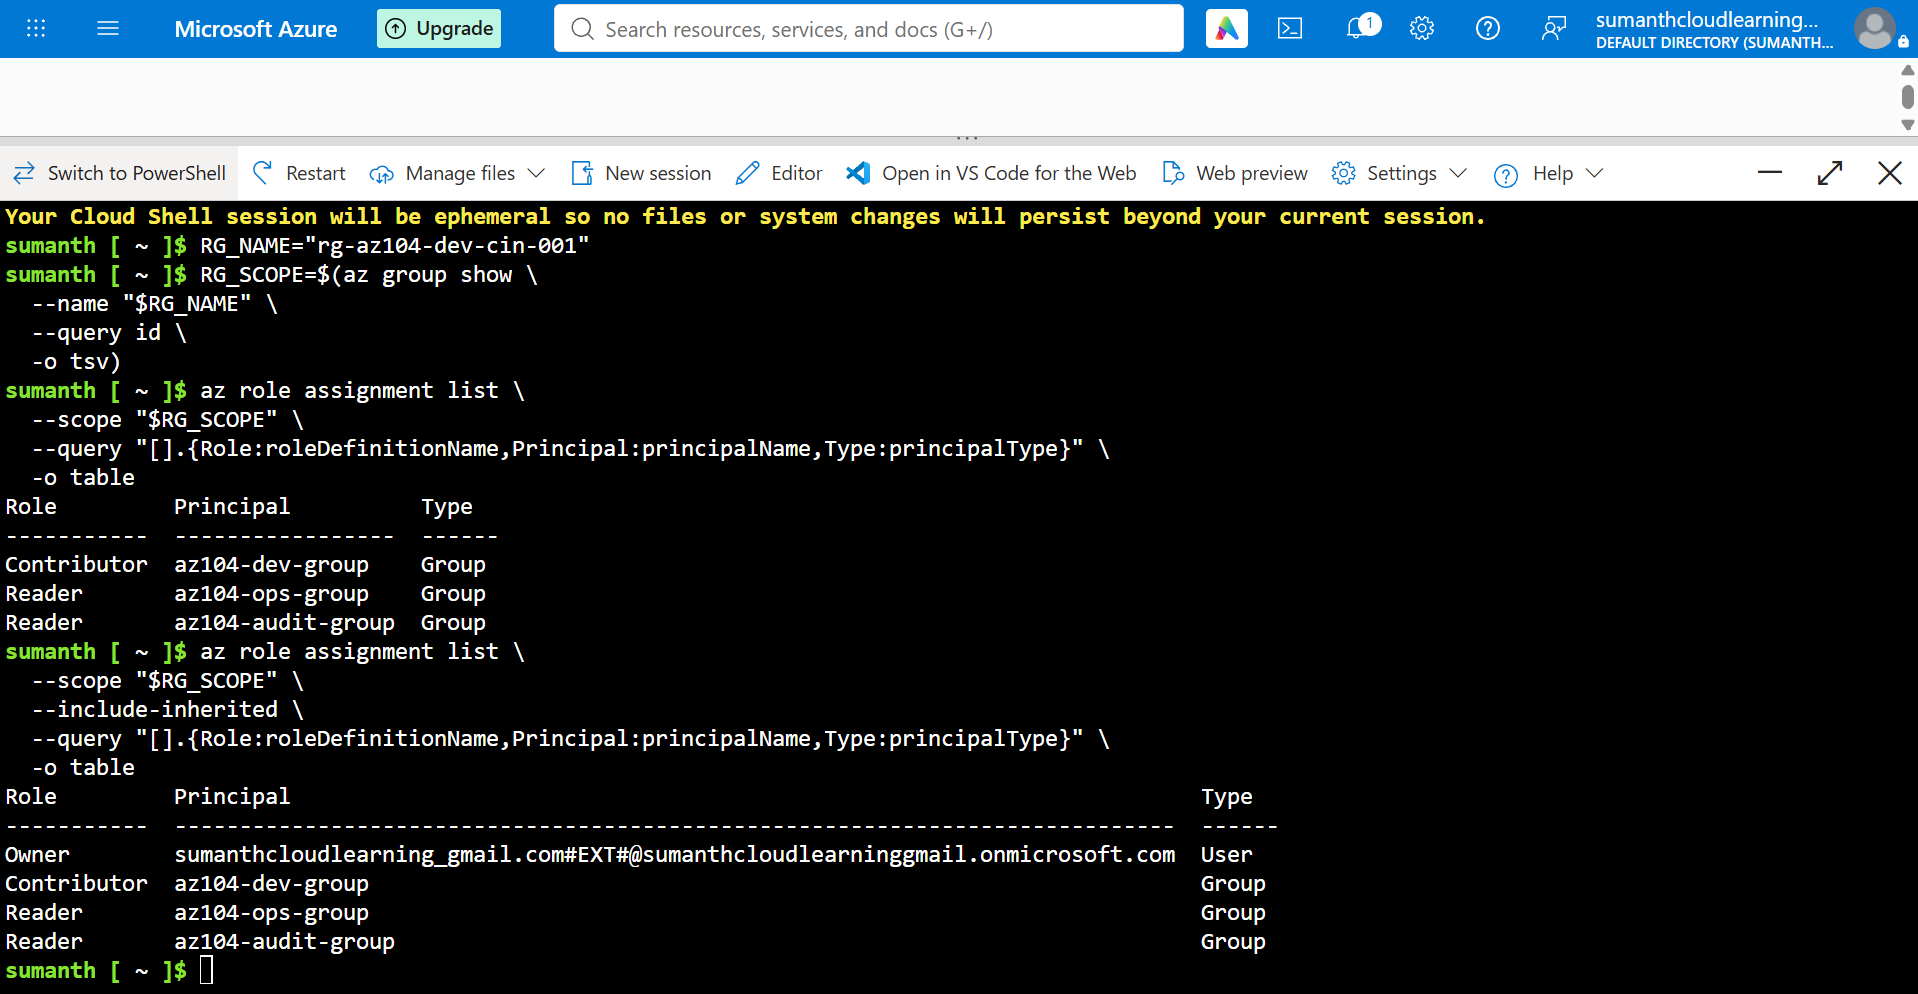 Microsoft Azure
Upgrade
Search resources, services, and docs (G+/)
1
sumanthcloudlearning...
DEFAULT DIRECTORY (SUMANTH...
Switch to PowerShell
Restart
Manage files
New session
Editor
Open in VS Code for the Web
Web preview
Settings
Help
Your Cloud Shell session will be ephemeral so no files or system changes will persist beyond your current session.
sumanth [ ~ ]$ RG_NAME="rg-az104-dev-cin-001"
sumanth [ ~ ]$ RG_SCOPE=$(az group show \
  --name "$RG_NAME" \
  --query id \
  -o tsv)
sumanth [ ~ ]$ az role assignment list \
  --scope "$RG_SCOPE" \
  --query "[].{Role:roleDefinitionName,Principal:principalName,Type:principalType}" \
  -o table
Role         Principal          Type
-----------  -----------------  ------
Contributor  az104-dev-group    Group
Reader       az104-ops-group    Group
Reader       az104-audit-group  Group
sumanth [ ~ ]$ az role assignment list \
  --scope "$RG_SCOPE" \
  --include-inherited \
  --query "[].{Role:roleDefinitionName,Principal:principalName,Type:principalType}" \
  -o table
Role         Principal                                                                      Type
-----------  -----------------------------------------------------------------------------  ------
Owner        sumanthcloudlearning_gmail.com#EXT#@sumanthcloudlearninggmail.onmicrosoft.com  User
Contributor  az104-dev-group                                                                Group
Reader       az104-ops-group                                                                Group
Reader       az104-audit-group                                                              Group
sumanth [ ~ ]$